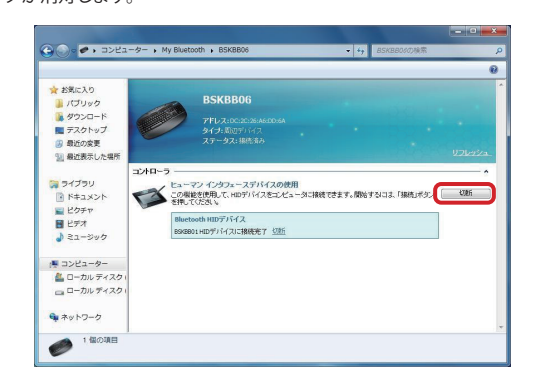 が消灯します。
コンピューター ▸ My Bluetooth ▸ BSKBB06
BSKBB06の検索
お気に入り
パブリック
ダウンロード
デスクトップ
最近の変更
最近表示した場所
ライブラリ
ドキュメント
ピクチャ
ビデオ
ミュージック
コンピューター
ローカル ディスク (
ローカル ディスク (
ネットワーク
BSKBB06
アドレス:DC:2C:26:A6:DD:6A
タイプ:周辺デバイス
ステータス:接続済み
リフレッシュ
コントローラ
ヒューマン インタフェースデバイスの使用
この機能を使用して、HIDデバイスをコンピュータに接続できます。開始するには、「接続」ボタン
を押してください。
切断
Bluetooth HIDデバイス
BSKBB01 HIDデバイスに接続完了 切断
1 個の項目